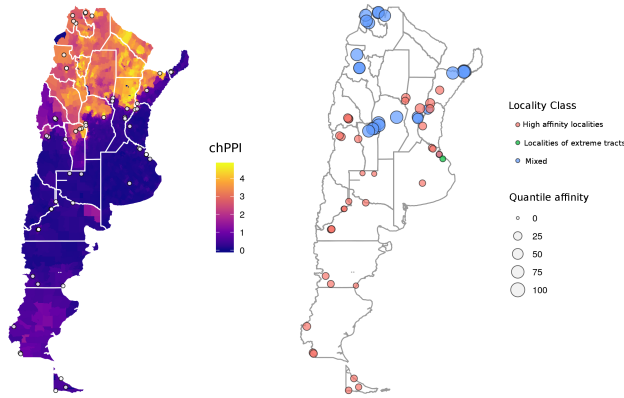 chPPI
4
3
2
1
0
Locality Class
High affinity localities
Localities of extreme tracts
Mixed
Quantile affinity
0
25
50
75
100